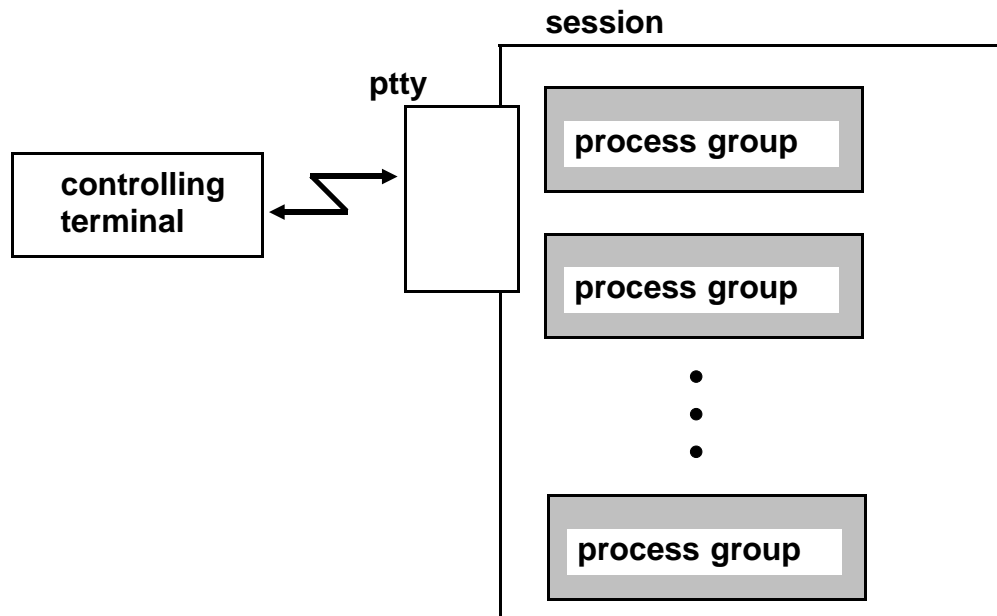 session
ptty
process group
controlling
terminal
process group
process group